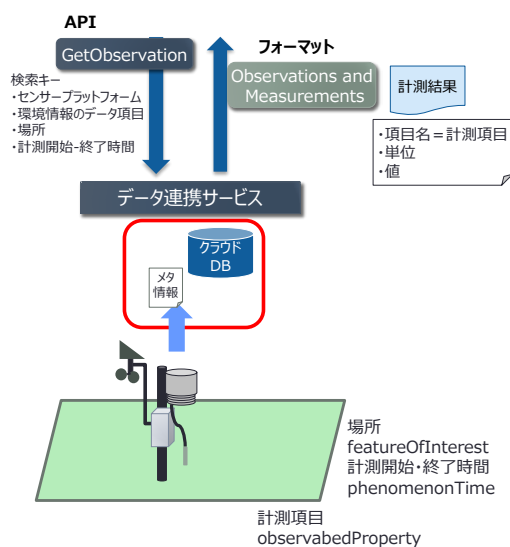 API
GetObservation
検索キー
・センサープラットフォーム
・環境情報のデータ項目
・場所
・計測開始-終了時間
フォーマット
Observations and
Measurements
計測結果
・項目名＝計測項目
・単位
・値
データ連携サービス
クラウド
DB
メタ
情報
場所
featureOfInterest
計測開始・終了時間
phenomenonTime
計測項目
observabedProperty